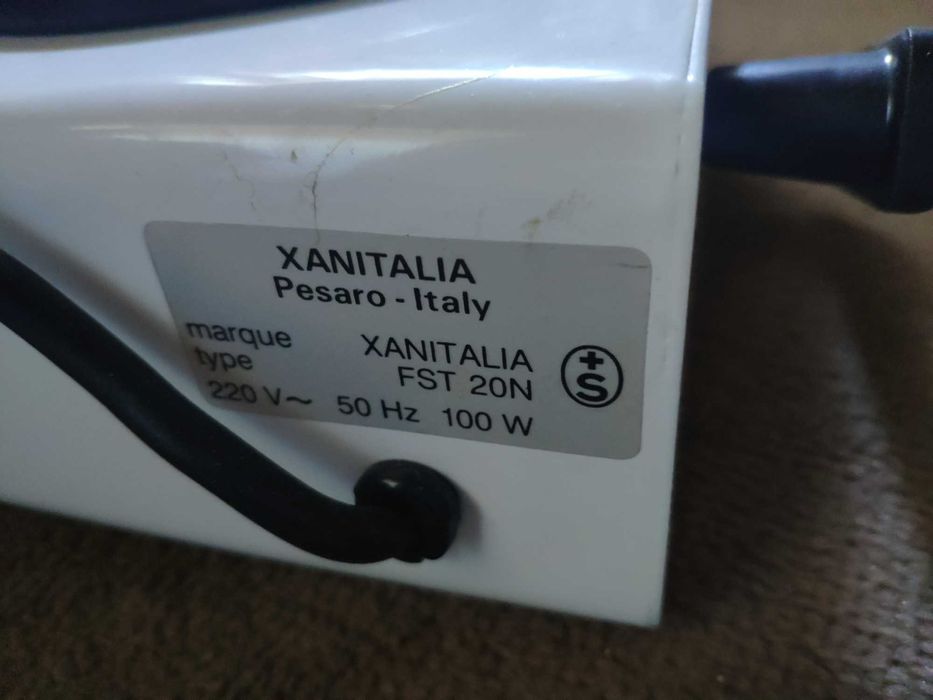 XANITALIA
Pesaro - Italy
marque XANITALIA
type FST 20N
220 V~ 50 Hz 100 W
+S